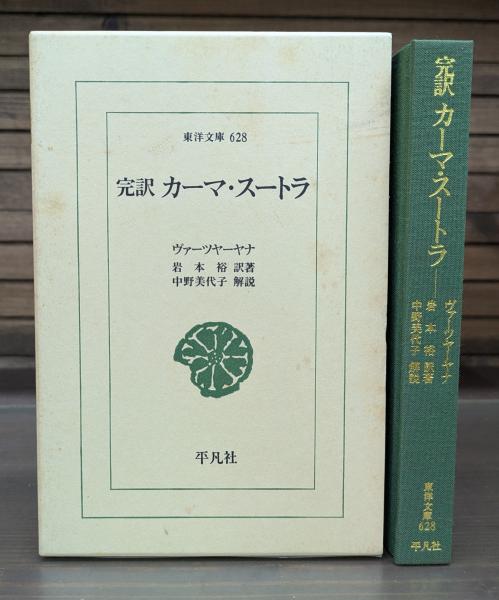 東洋文庫 628
完訳 カーマ・スートラ
ヴァーツヤーヤナ
岩本 裕 訳著
中野美代子 解説
平凡社
完訳 カーマ・スートラ
ヴァーツヤーヤナ
岩本 裕 訳著
中野美代子 解説
東洋文庫
628
平凡社